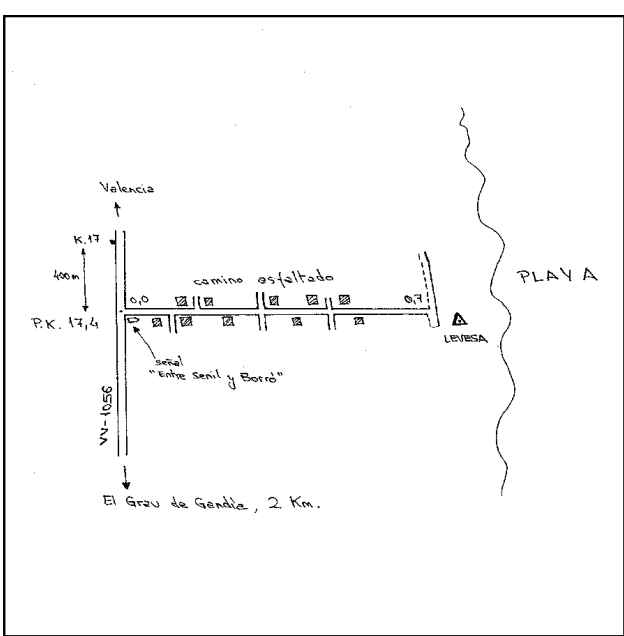 Valencia
K.17
400m
0,0
camino asfaltado
0,7
PLAYA
P.K. 17,4
LEVESA
señal
"Entre Senil y Borró"
VV-1056
El Grau de Gandia, 2 Km.